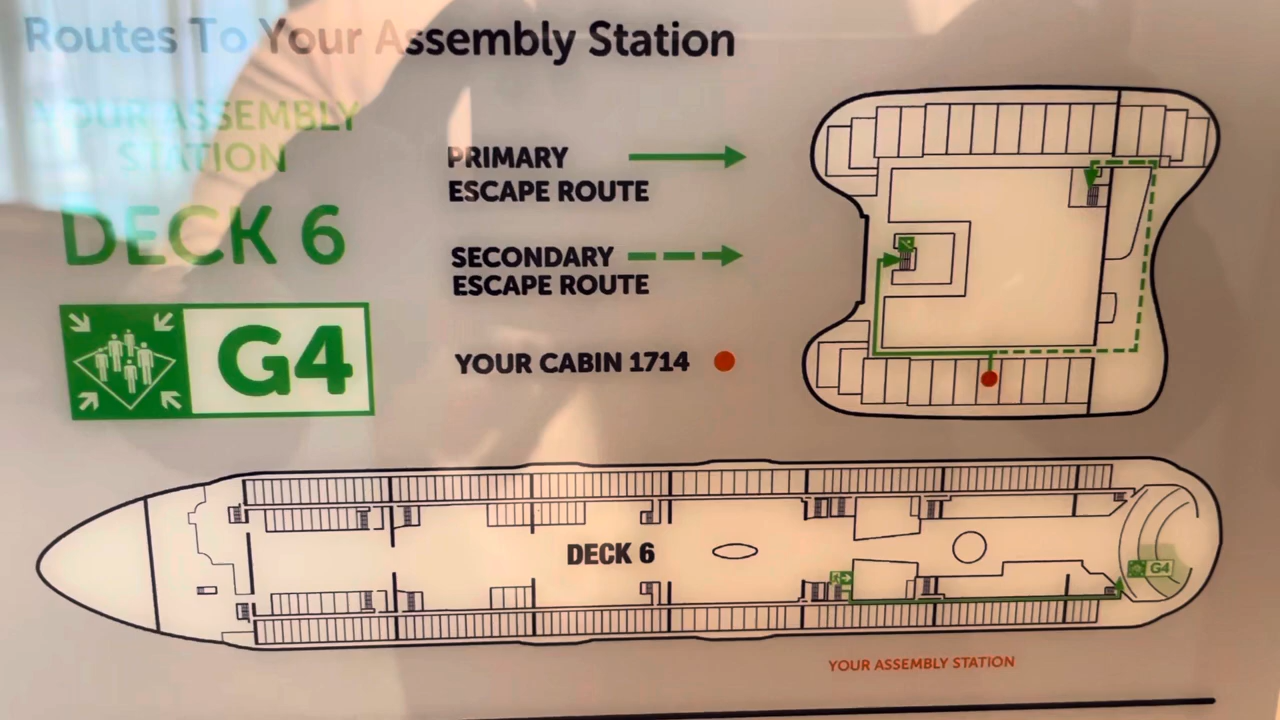 Routes To Your Assembly Station
YOUR ASSEMBLY
STATION
DECK 6
G4
PRIMARY
ESCAPE ROUTE
SECONDARY
ESCAPE ROUTE
YOUR CABIN 1714
DECK 6
G4
YOUR ASSEMBLY STATION